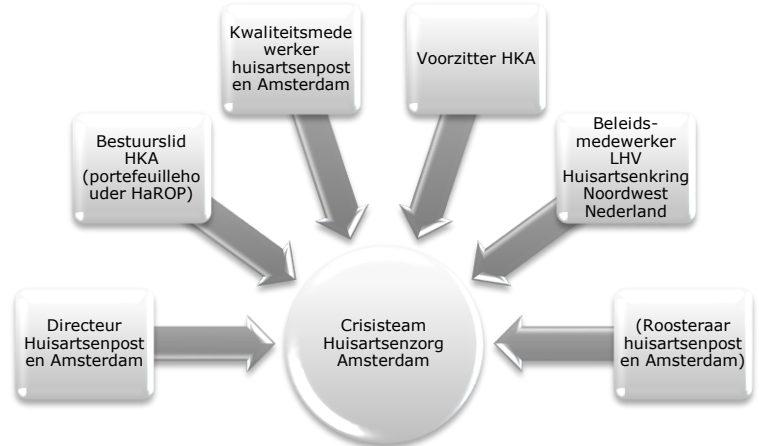 Kwaliteitsmede
werker
huisartsenpost
en Amsterdam
Voorzitter HKA
Bestuurslid
HKA
(portefeuilleho
uder HaROP)
Beleids-
medewerker
LHV
Huisartsenkring
Noordwest
Nederland
Directeur
Huisartsenpost
en Amsterdam
Crisisteam
Huisartsenzorg
Amsterdam
(Roosteraar
huisartsenpost
en Amsterdam)